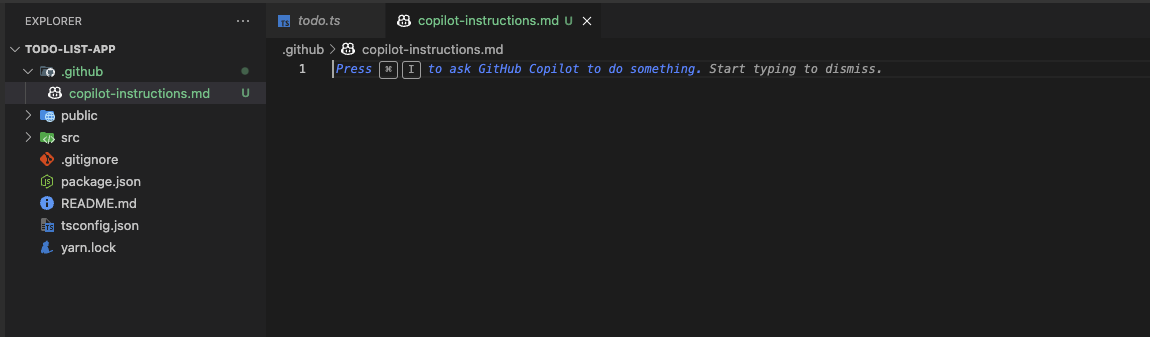 EXPLORER ...
TODO-LIST-APP
.github
copilot-instructions.md U
public
src
.gitignore
package.json
README.md
tsconfig.json
yarn.lock
TS todo.ts
copilot-instructions.md U
.github > copilot-instructions.md
1 Press ⌘ I to ask GitHub Copilot to do something. Start typing to dismiss.